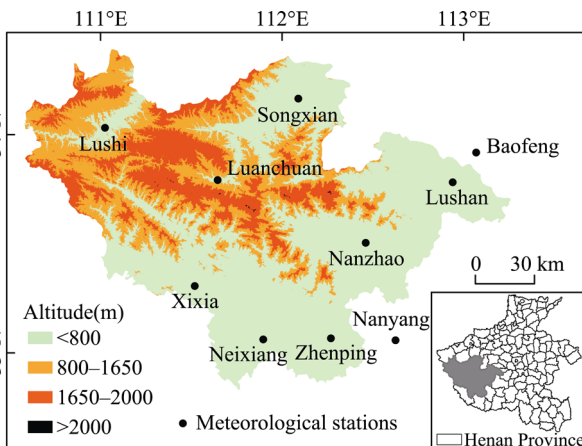 111°E
112°E
113°E
Songxian
Lushi
Baofeng
Luanchuan
Lushan
Nanzhao
0 30 km
Xixia
Altitude(m)
<800
Nanyang
Neixiang
Zhenping
800–1650
1650–2000
>2000
Meteorological stations
Henan Province